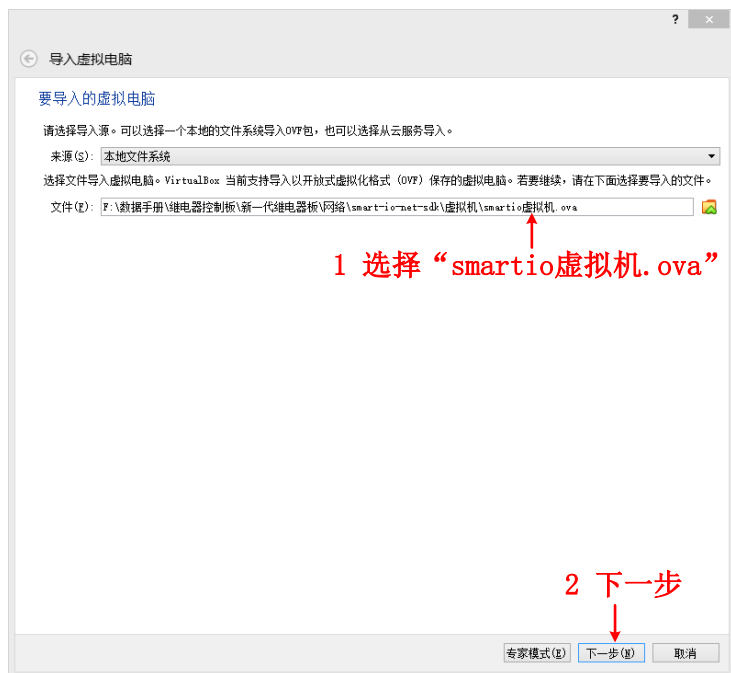 ? ×
导入虚拟电脑
要导入的虚拟电脑
请选择导入源。可以选择一个本地的文件系统导入OVF包，也可以选择从云服务导入。
来源(S): 本地文件系统
选择文件导入虚拟电脑。VirtualBox 当前支持导入以开放式虚拟化格式（OVF）保存的虚拟电脑。若要继续，请在下面选择要导入的文件。
文件(F): F:\数据手册\继电器控制板\新一代继电器板\网络\smart-io-net-sdk\虚拟机\smartio虚拟机.ova
1 选择“smartio虚拟机.ova”
2 下一步
专家模式(E) 下一步(N) 取消